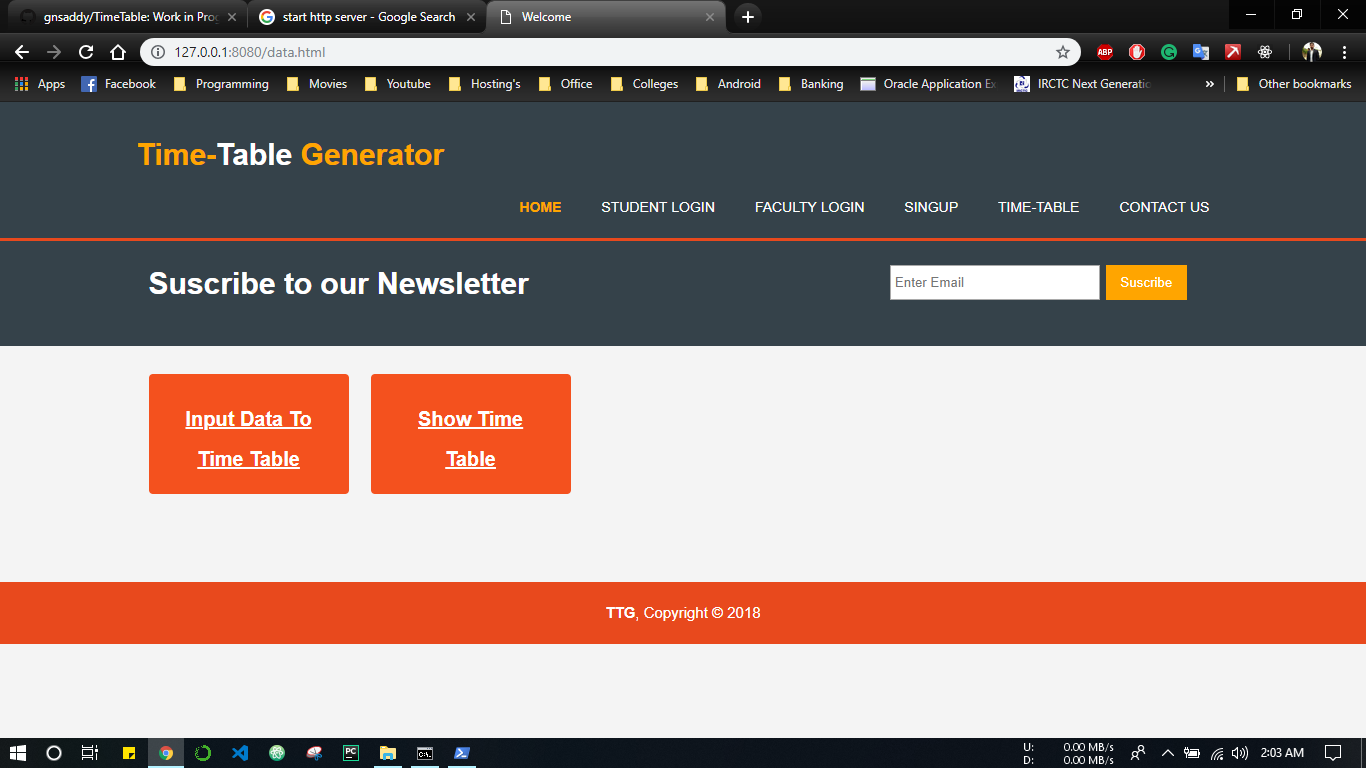 gnsaddy/TimeTable: Work in Prog
start http server - Google Search
Welcome
127.0.0.1:8080/data.html
ABP
Apps
Facebook
Programming
Movies
Youtube
Hosting's
Office
Colleges
Android
Banking
Oracle Application Ex
IRCTC Next Generatio
»
Other bookmarks
Time-Table Generator
HOME
STUDENT LOGIN
FACULTY LOGIN
SINGUP
TIME-TABLE
CONTACT US
Suscribe to our Newsletter
Enter Email
Suscribe
Input Data To
Time Table
Show Time
Table
TTG, Copyright © 2018
PC
U: 0.00 MB/s
D: 0.00 MB/s
2:03 AM